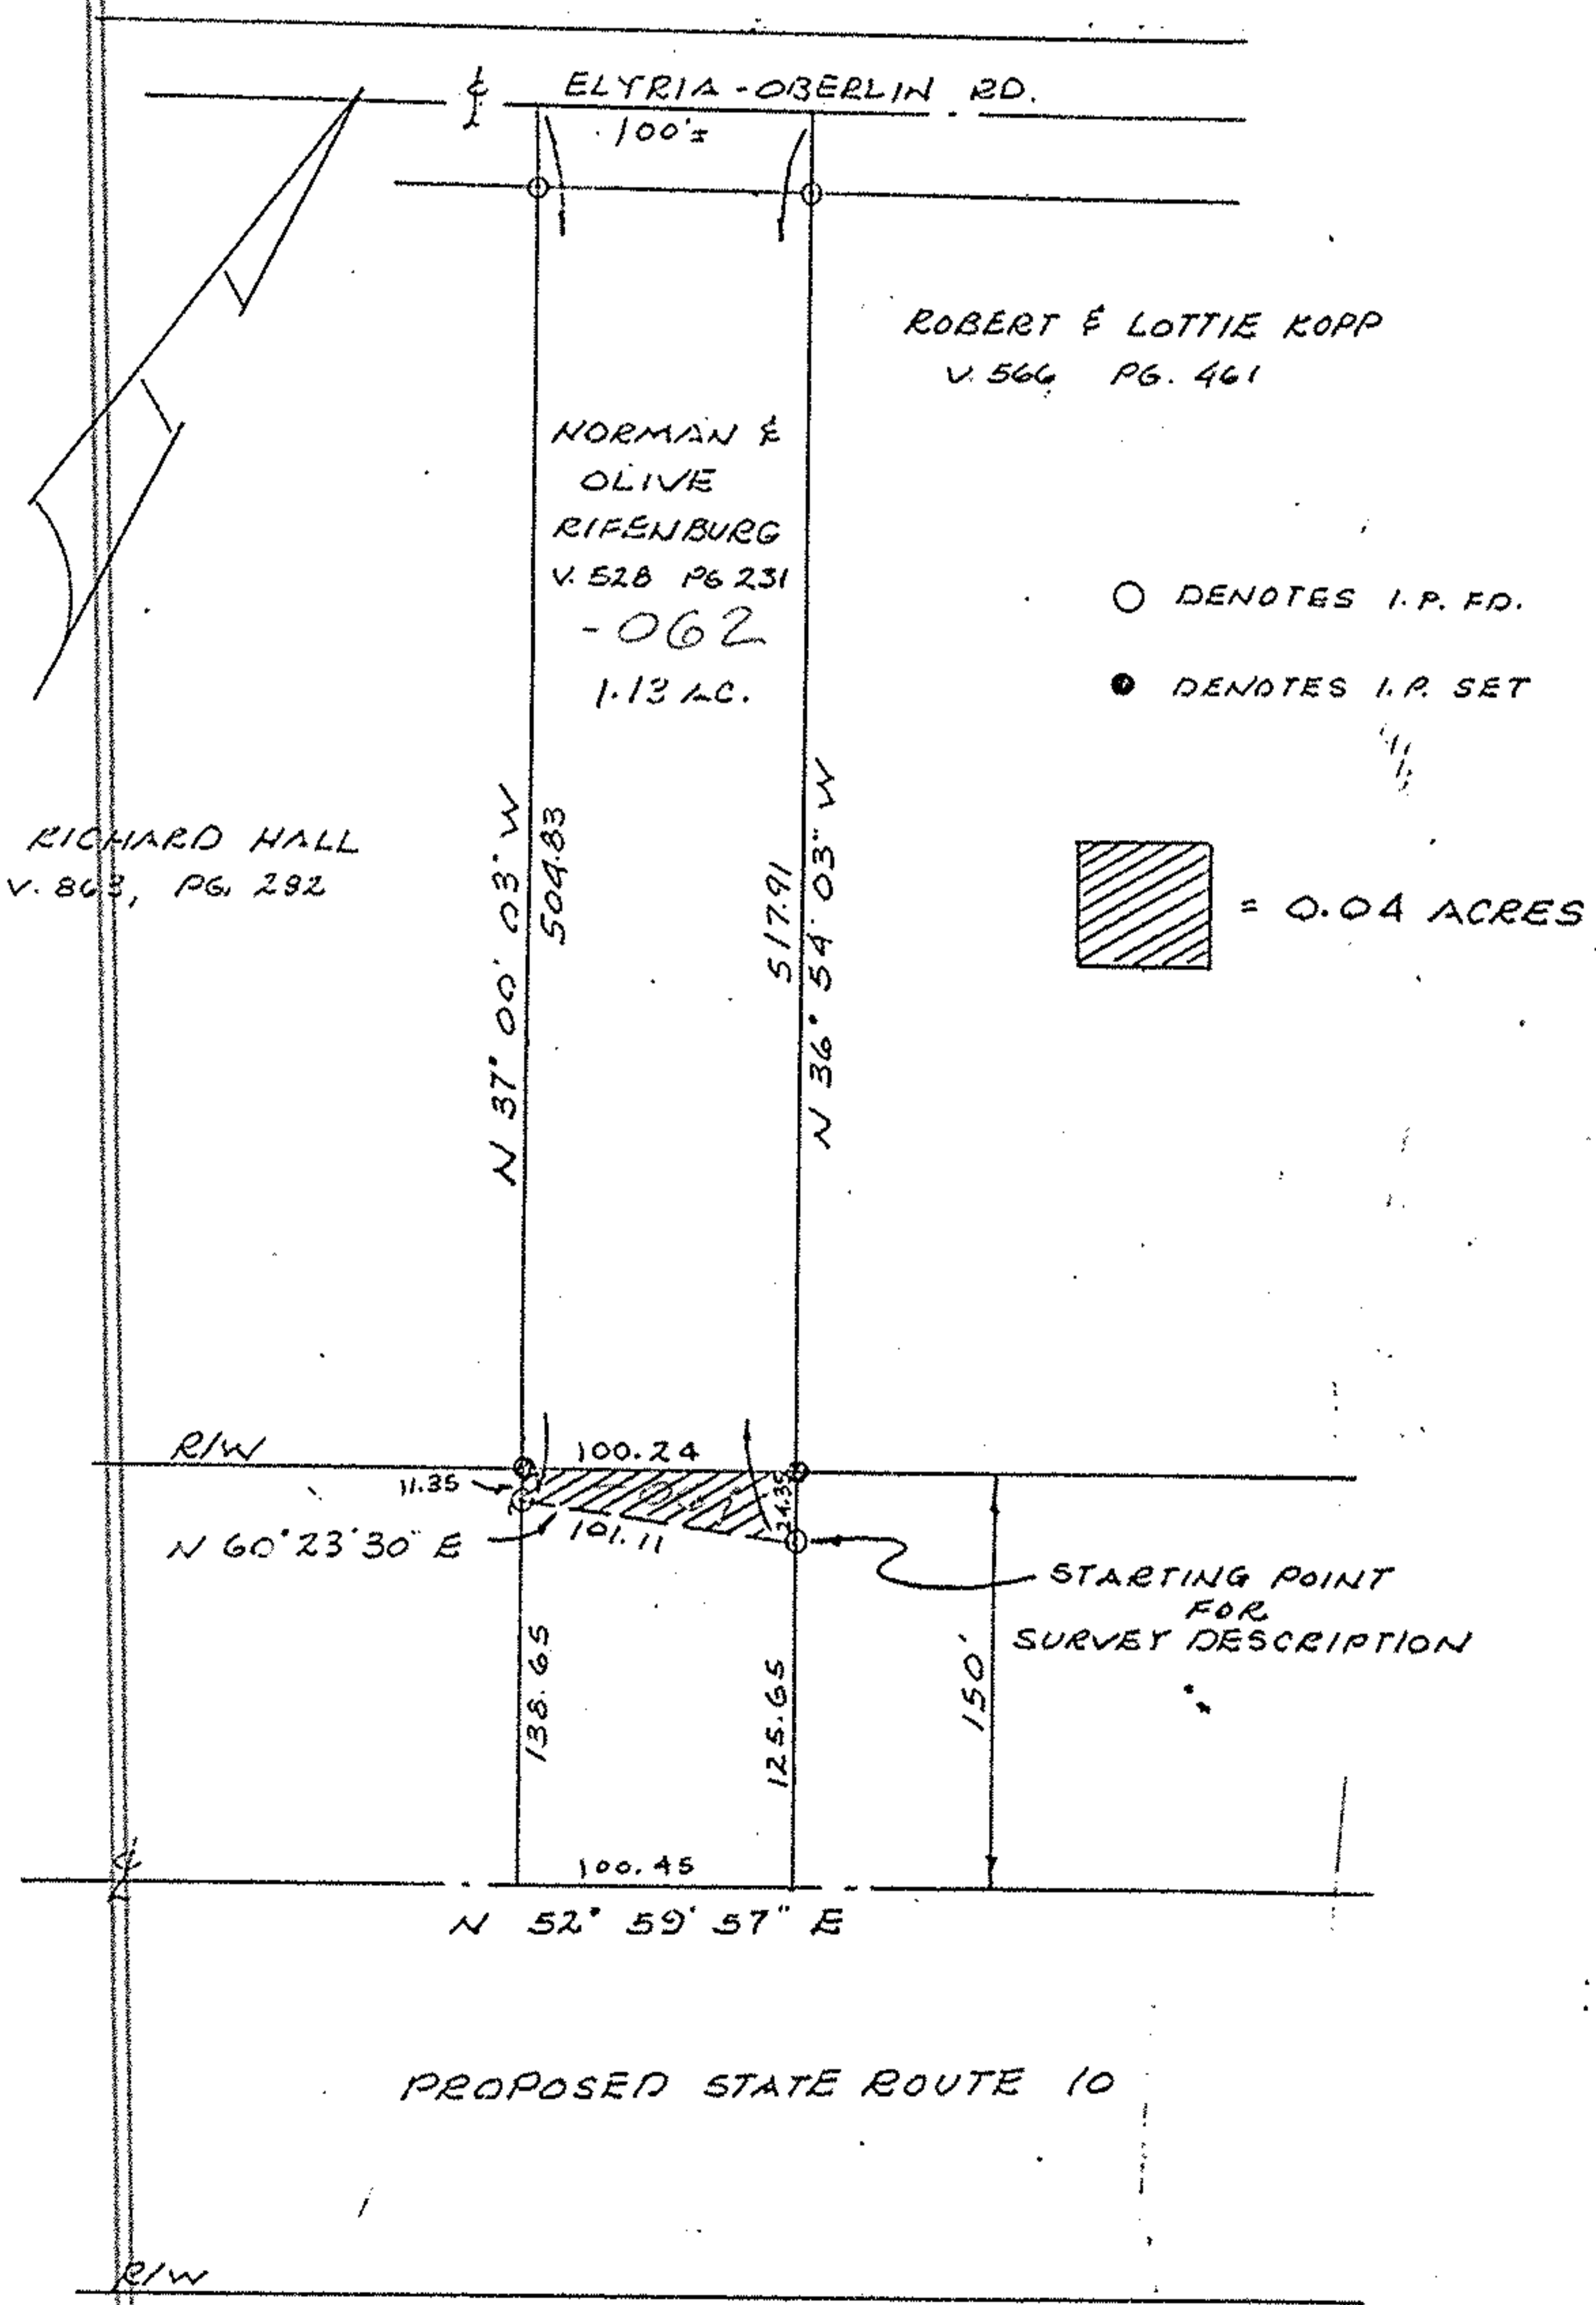 ELYRIA-OBERLIN RD.
100'±
ROBERT & LOTTIE KOPP
V. 566 PG. 461
NORMAN &
OLIVE
RIFENBURG
V. 528 PG 231
-062
1.13 AC.
○ DENOTES I.P. FD.
● DENOTES I.P. SET
= 0.04 ACRES
RICHARD HALL
V. 863, PG. 292
N 37° 00' 03" W
504.83
517.91
N 36° 54' 03" W
R/W
100.24
11.35
24.35
N 60° 23' 30" E
101.11
STARTING POINT
FOR
SURVEY DESCRIPTION
138.65
125.65
150'
100.45
N 52° 59' 57" E
PROPOSED STATE ROUTE 10
R/W